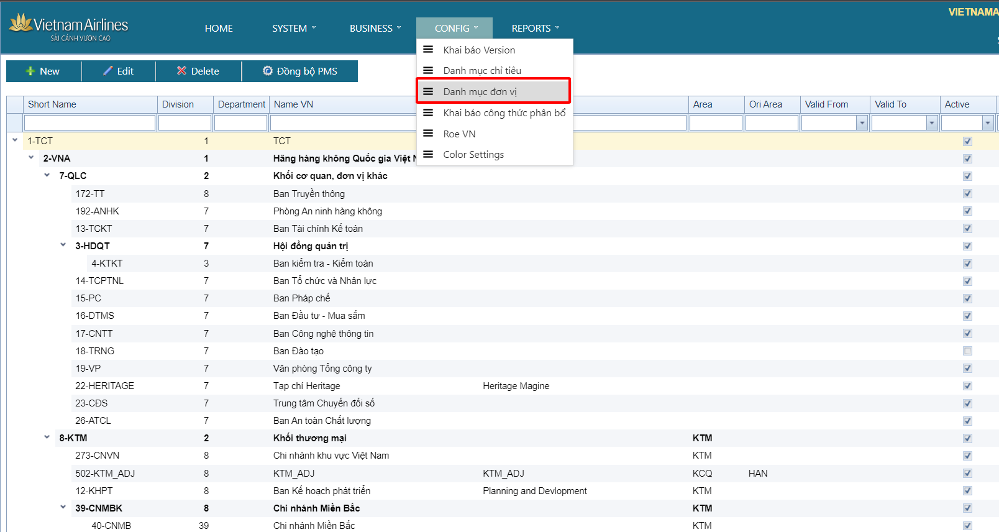 VIETNAMA
Vietnam Airlines
SẢI CÁNH VƯƠN CAO
HOME SYSTEM BUSINESS CONFIG REPORTS
Khai báo Version
Danh mục chỉ tiêu
Danh mục đơn vị
Khai báo công thức phân bổ
Roe VN
Color Settings
New Edit Delete Đồng bộ PMS
Short Name Division Department Name VN Area Ori Area Valid From Valid To Active
1-TCT 1 TCT
2-VNA 1 Hãng hàng không Quốc gia Việt N
7-QLC 2 Khối cơ quan, đơn vị khác
172-TT 8 Ban Truyền thông
192-ANHK 7 Phòng An ninh hàng không
13-TCKT 7 Ban Tài chính Kế toán
3-HDQT 7 Hội đồng quản trị
4-KTKT 3 Ban kiểm tra - Kiểm toán
14-TCPTNL 7 Ban Tổ chức và Nhân lực
15-PC 7 Ban Pháp chế
16-DTMS 7 Ban Đầu tư - Mua sắm
17-CNTT 7 Ban Công nghệ thông tin
18-TRNG 7 Ban Đào tạo
19-VP 7 Văn phòng Tổng công ty
22-HERITAGE 7 Tạp chí Heritage Heritage Magine
23-CĐS 7 Trung tâm Chuyển đổi số
26-ATCL 7 Ban An toàn Chất lượng
8-KTM 2 Khối thương mại KTM
273-CNVN 8 Chi nhánh khu vực Việt Nam KTM
502-KTM_ADJ 8 KTM_ADJ KTM_ADJ KCQ HAN
12-KHPT 8 Ban Kế hoạch phát triển Planning and Devlopment KTM
39-CNMBK 8 Chi nhánh Miền Bắc KTM
40-CNMB 39 Chi nhánh Miền Bắc KTM